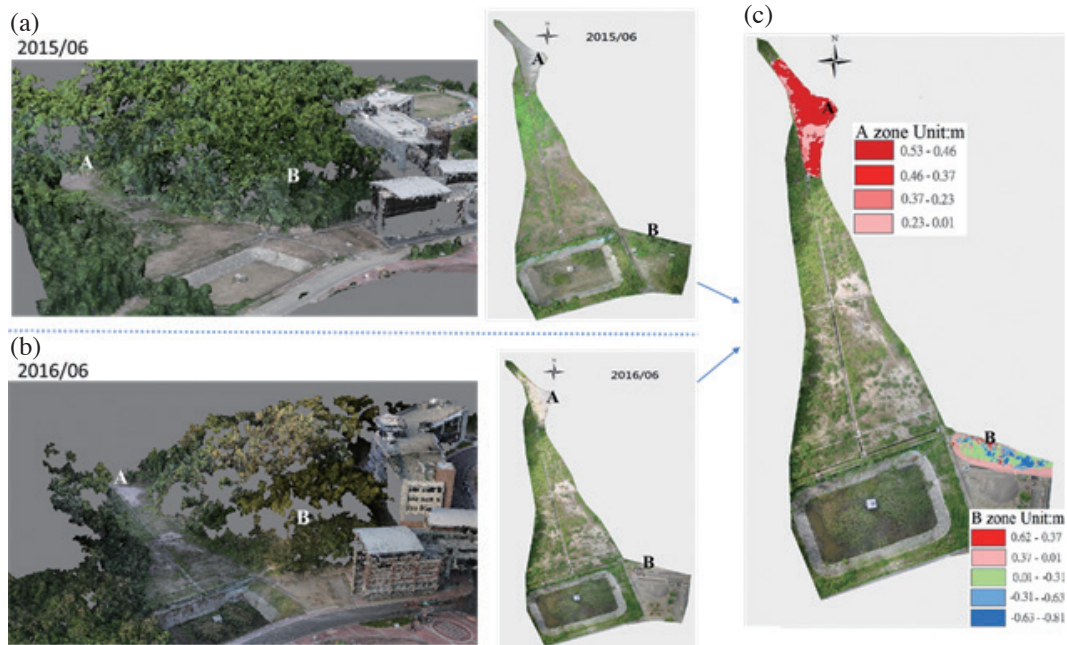 (a)
2015/06
A
B
N
2015/06
A
B
(b)
2016/06
A
B
N
2016/06
A
B
(c)
N
A
A zone Unit:m
0.53 - 0.46
0.46 - 0.37
0.37 - 0.23
0.23 - 0.01
B
B zone Unit:m
0.62 - 0.37
0.37 - 0.01
0.01 - -0.31
-0.31 - -0.63
-0.63 - -0.81